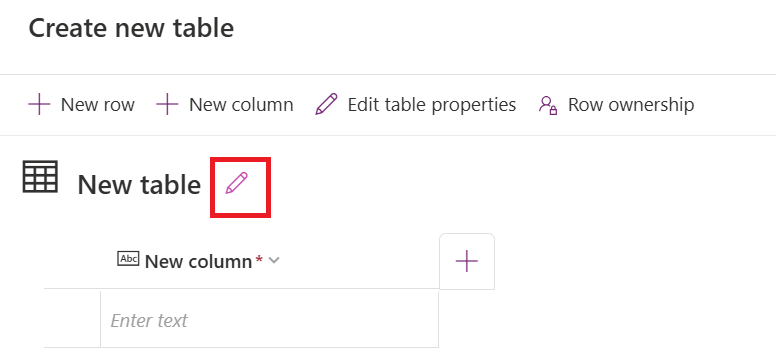 Create new table
New row New column Edit table properties Row ownership
New table
Abc New column*
Enter text